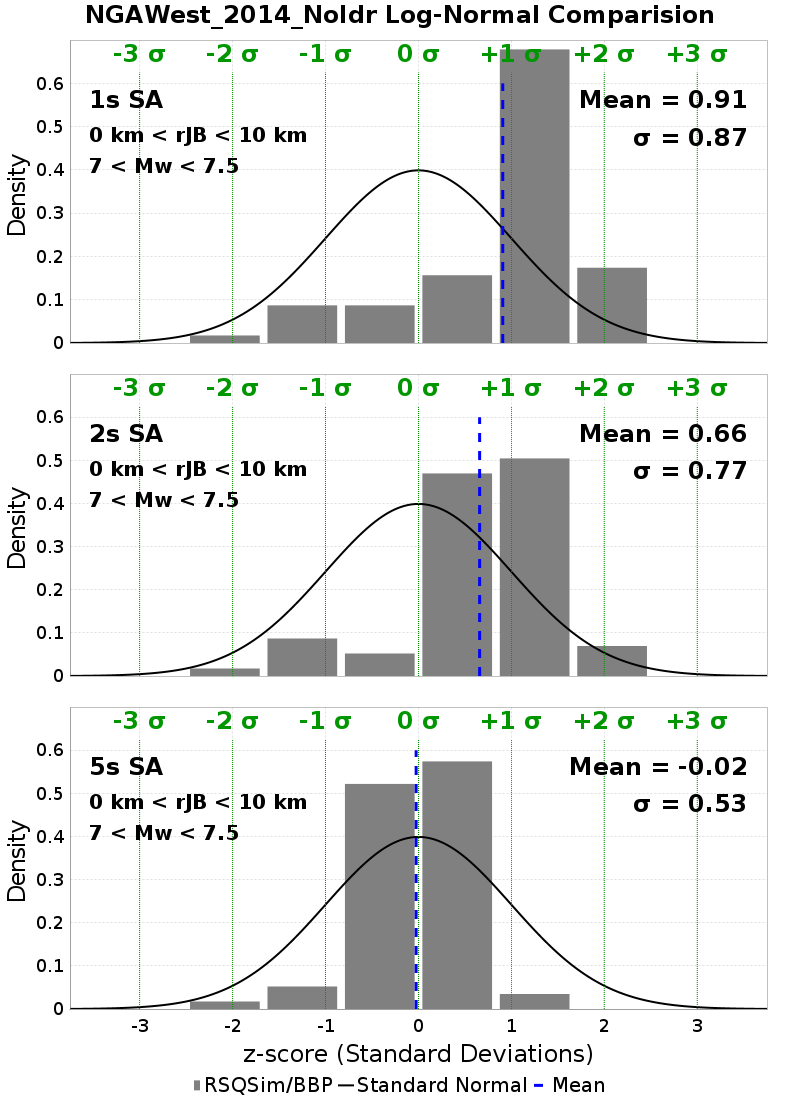 NGAWest_2014_NoIdr Log-Normal Comparision
-3 σ -2 σ -1 σ 0 σ +1 σ +2 σ +3 σ
1s SA
Mean = 0.91
0 km < rJB < 10 km
σ = 0.87
7 < Mw < 7.5
Density
0.6
0.5
0.4
0.3
0.2
0.1
0
-3 σ -2 σ -1 σ 0 σ +1 σ +2 σ +3 σ
2s SA
Mean = 0.66
0 km < rJB < 10 km
σ = 0.77
7 < Mw < 7.5
Density
0.6
0.5
0.4
0.3
0.2
0.1
0
-3 σ -2 σ -1 σ 0 σ +1 σ +2 σ +3 σ
5s SA
Mean = -0.02
0 km < rJB < 10 km
σ = 0.53
7 < Mw < 7.5
Density
0.6
0.5
0.4
0.3
0.2
0.1
0
-3 -2 -1 0 1 2 3
z-score (Standard Deviations)
RSQSim/BBP Standard Normal Mean